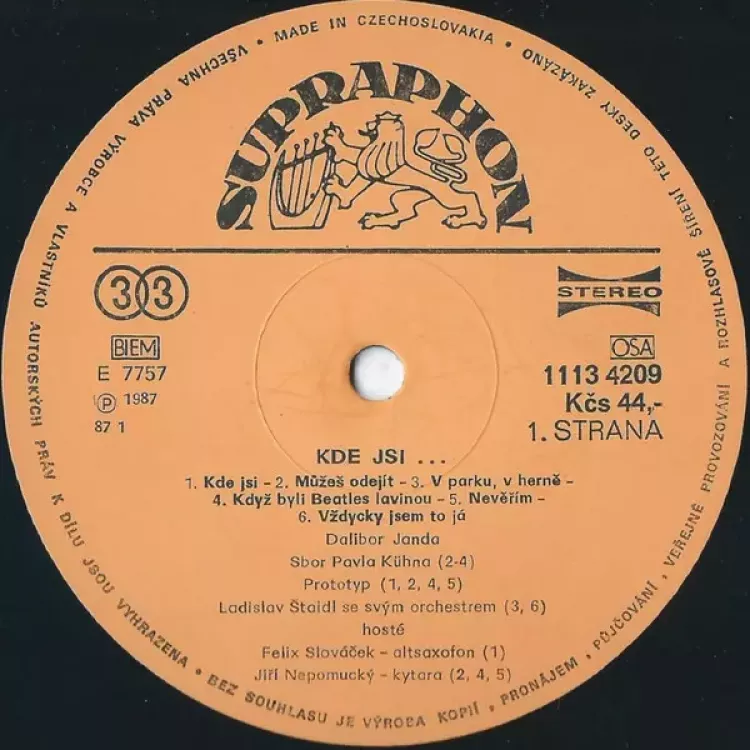 VŠECHNA PRÁVA VÝROBCE A VLASTNÍKŮ AUTORSKÝCH PRÁV K DÍLU JSOU VYHRAZENA • BEZ SOUHLASU JE VÝROBA KOPIÍ, PRONÁJEM, PŮJČOVÁNÍ, VEŘEJNÉ PROVOZOVÁNÍ A ROZHLASOVÉ ŠÍŘENÍ TÉTO DESKY ZAKÁZÁNO • MADE IN CZECHOSLOVAKIA •
SUPRAPHON
33
STEREO
BIEM
OSA
E 7757
1113 4209
Ⓟ 1987
Kčs 44,-
87 1
1. STRANA
KDE JSI ...
1. Kde jsi – 2. Můžeš odejít – 3. V parku, v herně –
4. Když byli Beatles lavinou – 5. Nevěřím –
6. Vždycky jsem to já
Dalibor Janda
Sbor Pavla Kühna (2-4)
Prototyp (1, 2, 4, 5)
Ladislav Štaidl se svým orchestrem (3, 6)
hosté
Felix Slováček – altsaxofon (1)
Jiří Nepomucký – kytara (2, 4, 5)